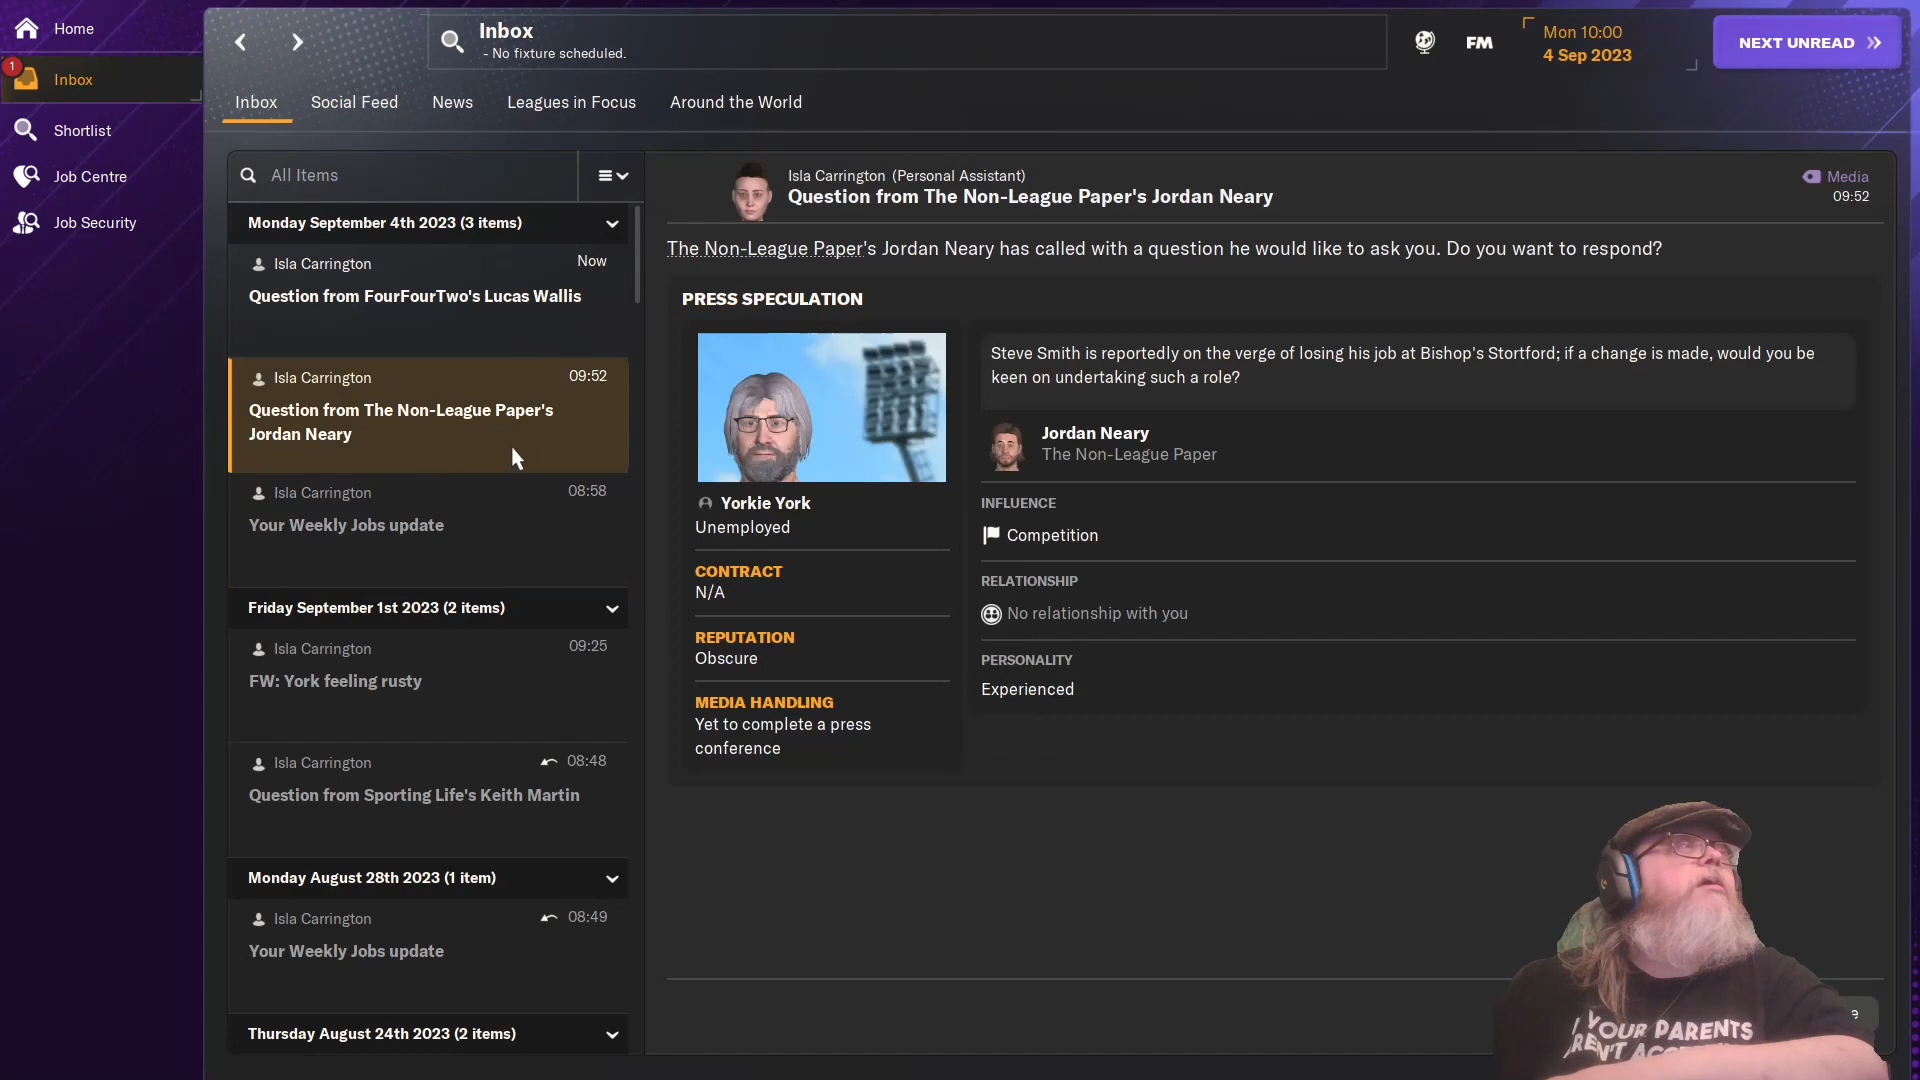 Home
Inbox
1
Shortlist
Job Centre
Job Security
Inbox
- No fixture scheduled.
FM
Mon 10:00
4 Sep 2023
NEXT UNREAD
Inbox
Social Feed
News
Leagues in Focus
Around the World
All Items
Monday September 4th 2023 (3 items)
Isla Carrington
Now
Question from FourFourTwo's Lucas Wallis
Isla Carrington
09:52
Question from The Non-League Paper's
Jordan Neary
Isla Carrington
08:58
Your Weekly Jobs update
Friday September 1st 2023 (2 items)
Isla Carrington
09:25
FW: York feeling rusty
Isla Carrington
08:48
Question from Sporting Life's Keith Martin
Monday August 28th 2023 (1 item)
Isla Carrington
08:49
Your Weekly Jobs update
Thursday August 24th 2023 (2 items)
Isla Carrington (Personal Assistant)
Question from The Non-League Paper's Jordan Neary
Media
09:52
The Non-League Paper's Jordan Neary has called with a question he would like to ask you. Do you want to respond?
PRESS SPECULATION
Yorkie York
Unemployed
CONTRACT
N/A
REPUTATION
Obscure
MEDIA HANDLING
Yet to complete a press
conference
Steve Smith is reportedly on the verge of losing his job at Bishop's Stortford; if a change is made, would you be
keen on undertaking such a role?
Jordan Neary
The Non-League Paper
INFLUENCE
Competition
RELATIONSHIP
No relationship with you
PERSONALITY
Experienced
YOUR PARENTS